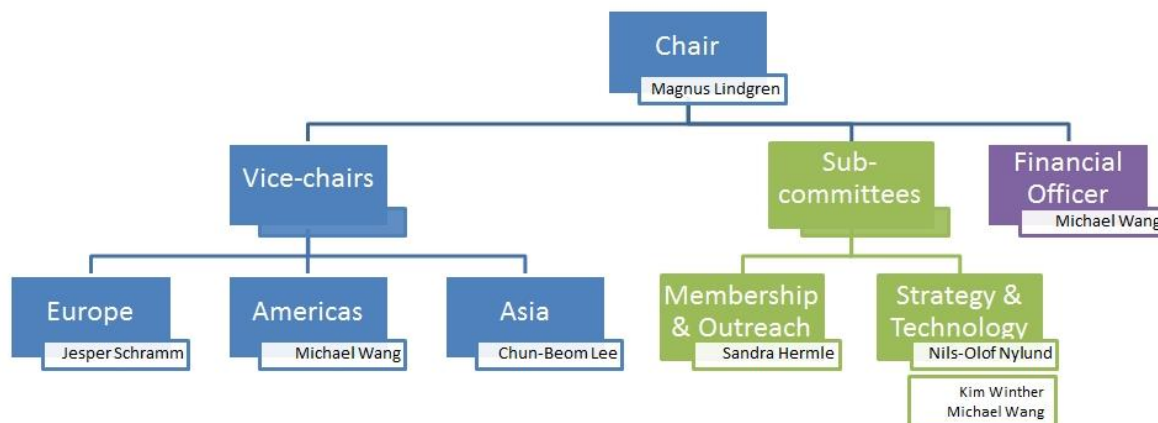 Chair
Magnus Lindgren
Vice-chairs
Sub-
committees
Financial
Officer
Michael Wang
Europe
Jesper Schramm
Americas
Michael Wang
Asia
Chun-Beom Lee
Membership
& Outreach
Sandra Hermle
Strategy &
Technology
Nils-Olof Nylund
Kim Winther
Michael Wang